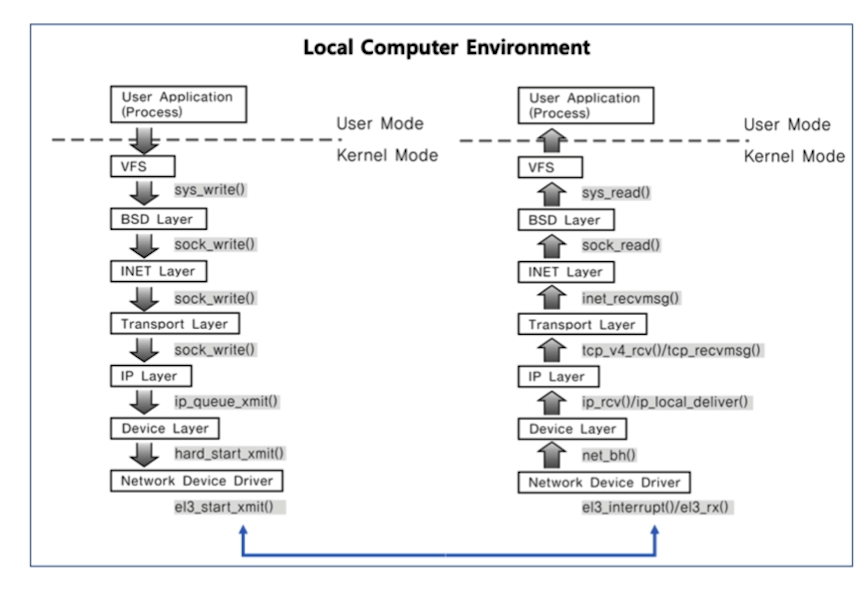 Local Computer Environment
User Application
(Process)
User Mode
Kernel Mode
VFS
sys_write()
BSD Layer
sock_write()
INET Layer
sock_write()
Transport Layer
sock_write()
IP Layer
ip_queue_xmit()
Device Layer
hard_start_xmit()
Network Device Driver
el3_start_xmit()
User Application
(Process)
User Mode
Kernel Mode
VFS
sys_read()
BSD Layer
sock_read()
INET Layer
inet_recvmsg()
Transport Layer
tcp_v4_rcv()/tcp_recvmsg()
IP Layer
ip_rcv()/ip_local_deliver()
Device Layer
net_bh()
Network Device Driver
el3_interrupt()/el3_rx()